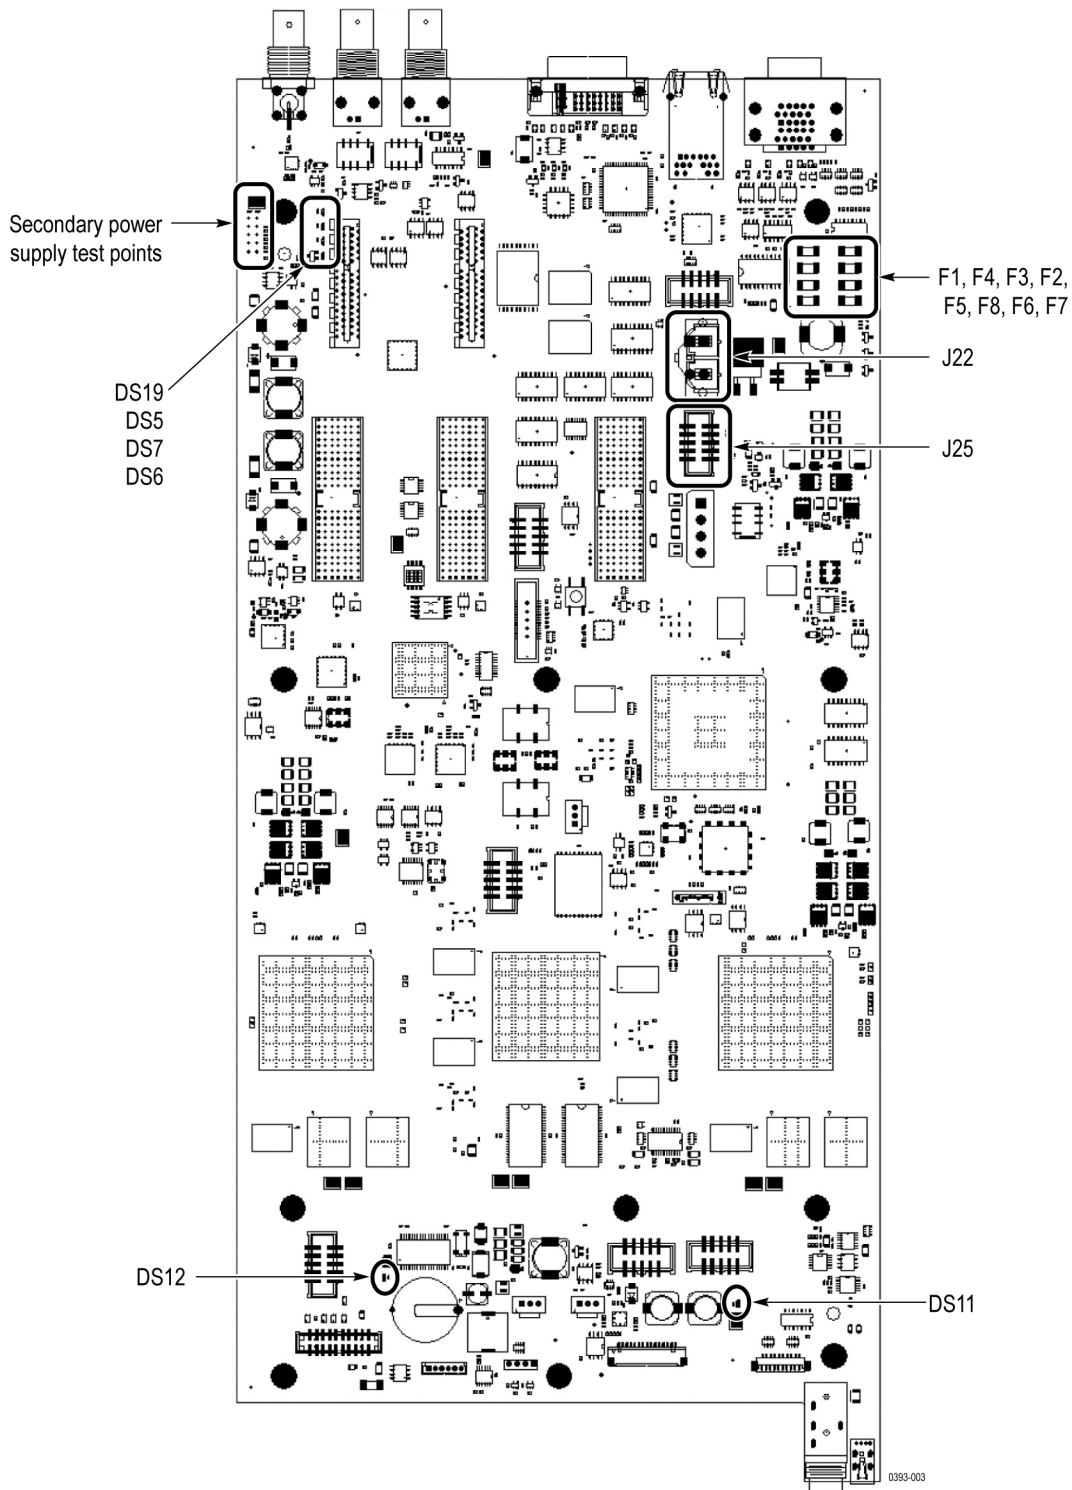 Secondary power
supply test points
F1, F4, F3, F2,
F5, F8, F6, F7
J22
DS19
DS5
DS7
DS6
J25
DS12
DS11
0393-003